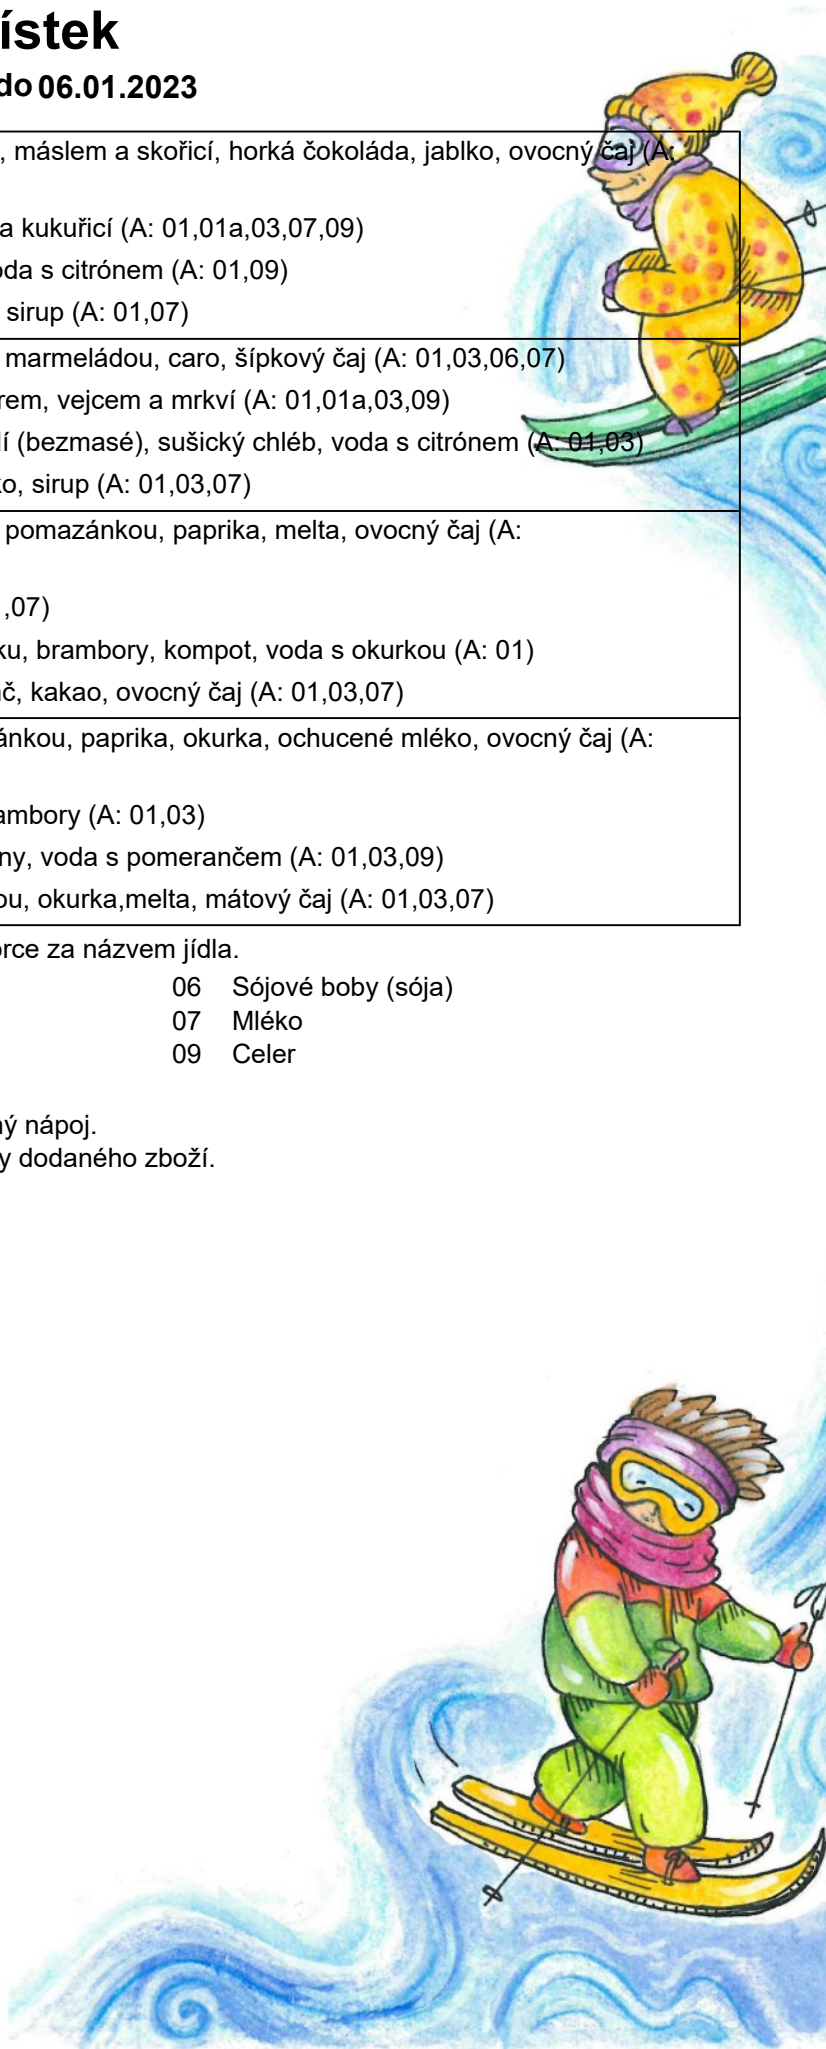 ístek
do 06.01.2023
, máslem a skořicí, horká čokoláda, jablko, ovocný čaj (A:
a kukuřicí (A: 01,01a,03,07,09)
oda s citrónem (A: 01,09)
sirup (A: 01,07)
marmeládou, caro, šípkový čaj (A: 01,03,06,07)
rem, vejcem a mrkví (A: 01,01a,03,09)
lí (bezmasé), sušický chléb, voda s citrónem (A: 01,03)
ko, sirup (A: 01,03,07)
pomazánkou, paprika, melta, ovocný čaj (A:
,07)
ku, brambory, kompot, voda s okurkou (A: 01)
nč, kakao, ovocný čaj (A: 01,03,07)
ánkou, paprika, okurka, ochucené mléko, ovocný čaj (A:
ambory (A: 01,03)
ny, voda s pomerančem (A: 01,03,09)
ou, okurka,melta, mátový čaj (A: 01,03,07)
orce za názvem jídla.
06 Sójové boby (sója)
07 Mléko
09 Celer
ný nápoj.
y dodaného zboží.